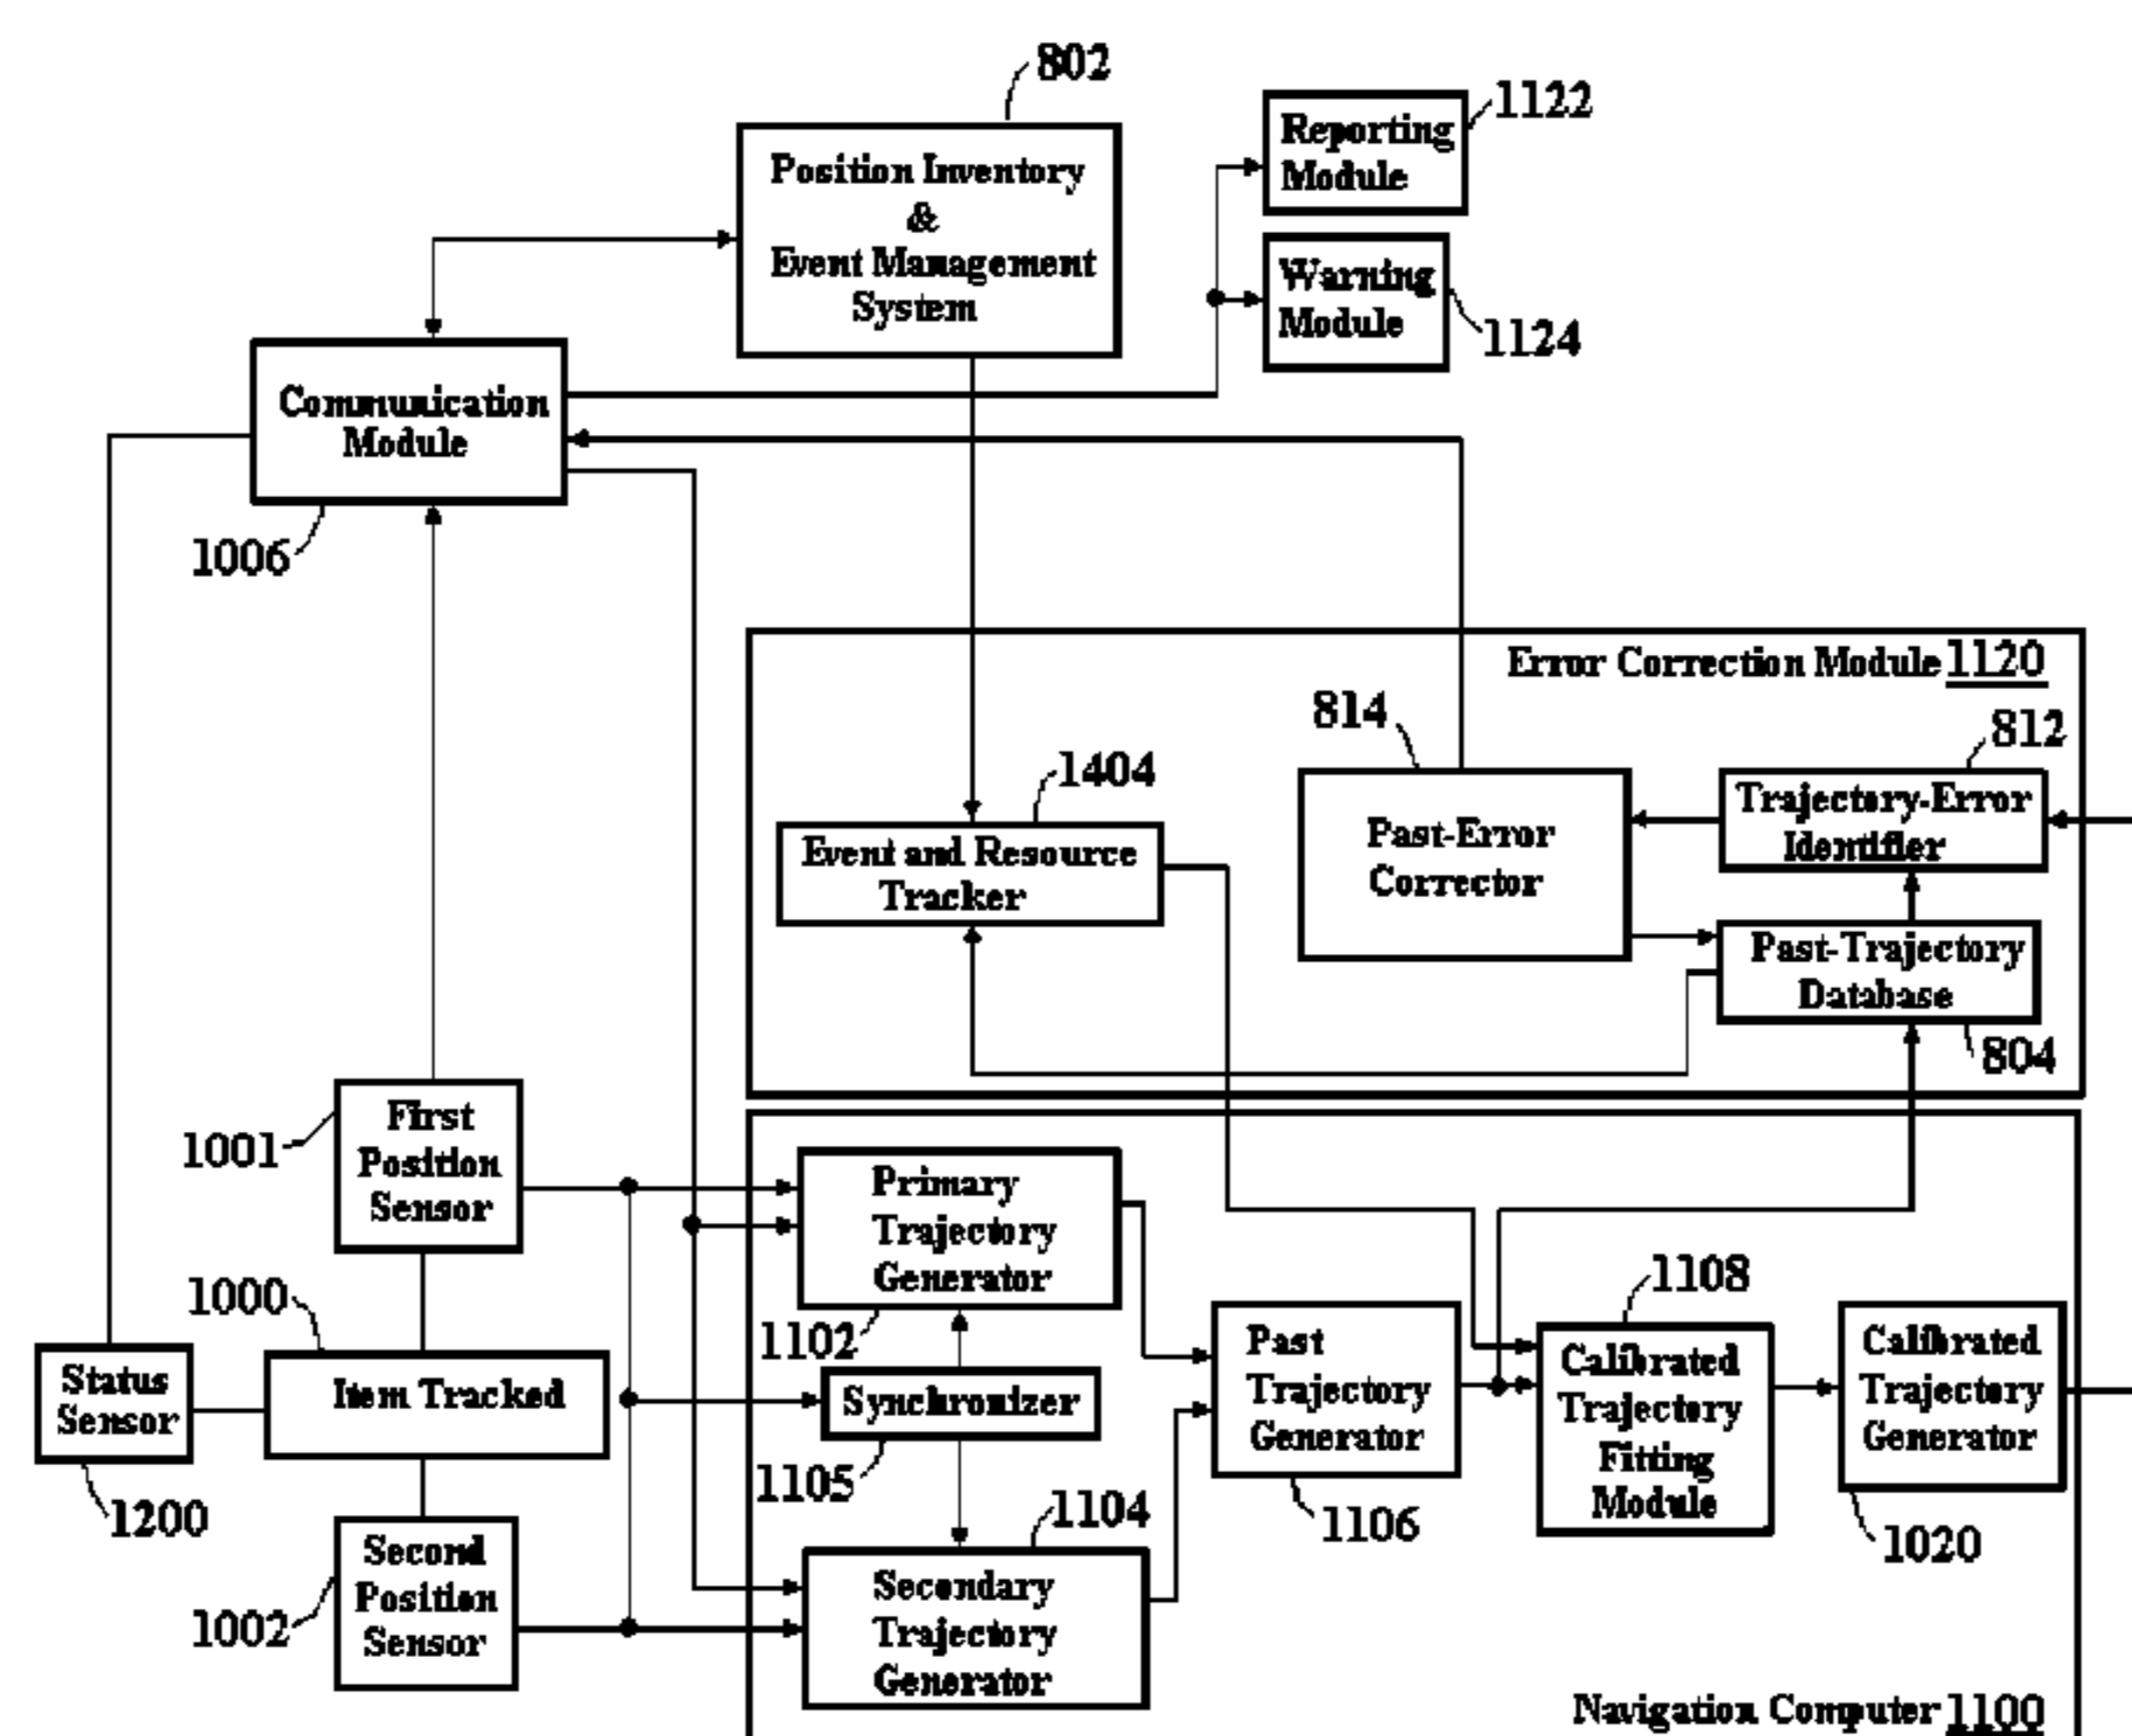 802
Position Inventory
&
Event Management
System
Reporting
Module
1122
Warning
Module
1124
Communication
Module
1006
Error Correction Module 1120
814
812
1404
Event and Resource
Tracker
Past-Error
Corrector
Trajectory-Error
Identifier
Past-Trajectory
Database
804
First
Position
Sensor
1001
Primary
Trajectory
Generator
1102
1000
Item Tracked
Status
Sensor
1200
Synchronizer
1105
Past
Trajectory
Generator
1106
1108
Calibrated
Trajectory
Fitting
Module
Calibrated
Trajectory
Generator
1020
Second
Position
Sensor
1002
1104
Secondary
Trajectory
Generator
Navigation Computer 1100